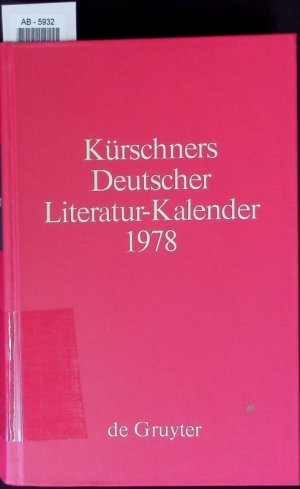 AB - 5932
Kürschners
Deutscher
Literatur-Kalender
1978
de Gruyter